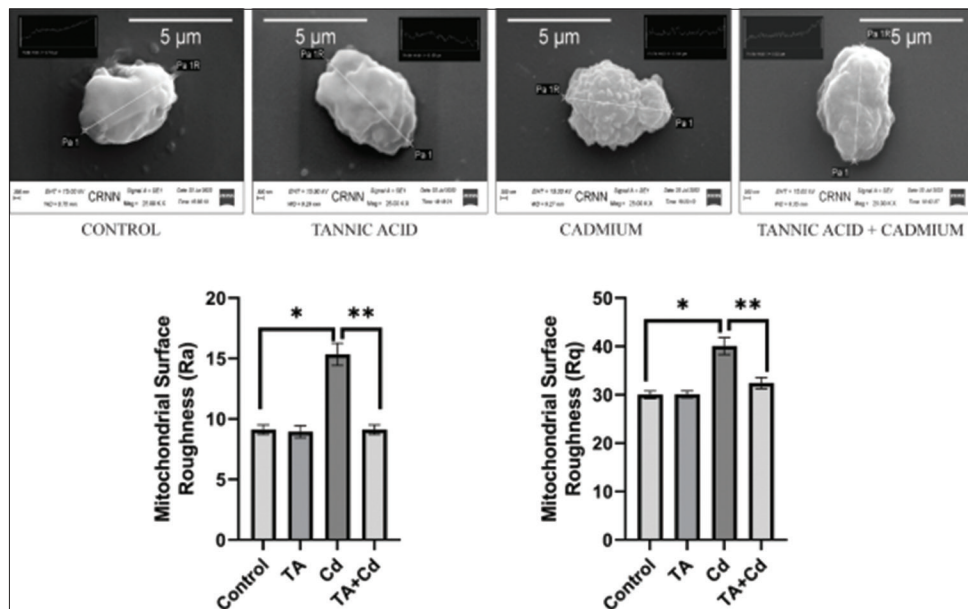 5 µm
5 µm
5 µm
5 µm
Pa 1R
Pa 1
Pa 1
Pa 1R
Pa 1
Pa 1R
Pa 1
CRNN
CRNN
CRNN
CRNN
CONTROL
TANNIC ACID
CADMIUM
TANNIC ACID + CADMIUM
Mitochondrial Surface
Roughness (Ra)
20
15
10
5
0
*
**
Control
TA
Cd
TA+Cd
Mitochondrial Surface
Roughness (Rq)
50
40
30
20
10
0
*
**
Control
TA
Cd
TA+Cd